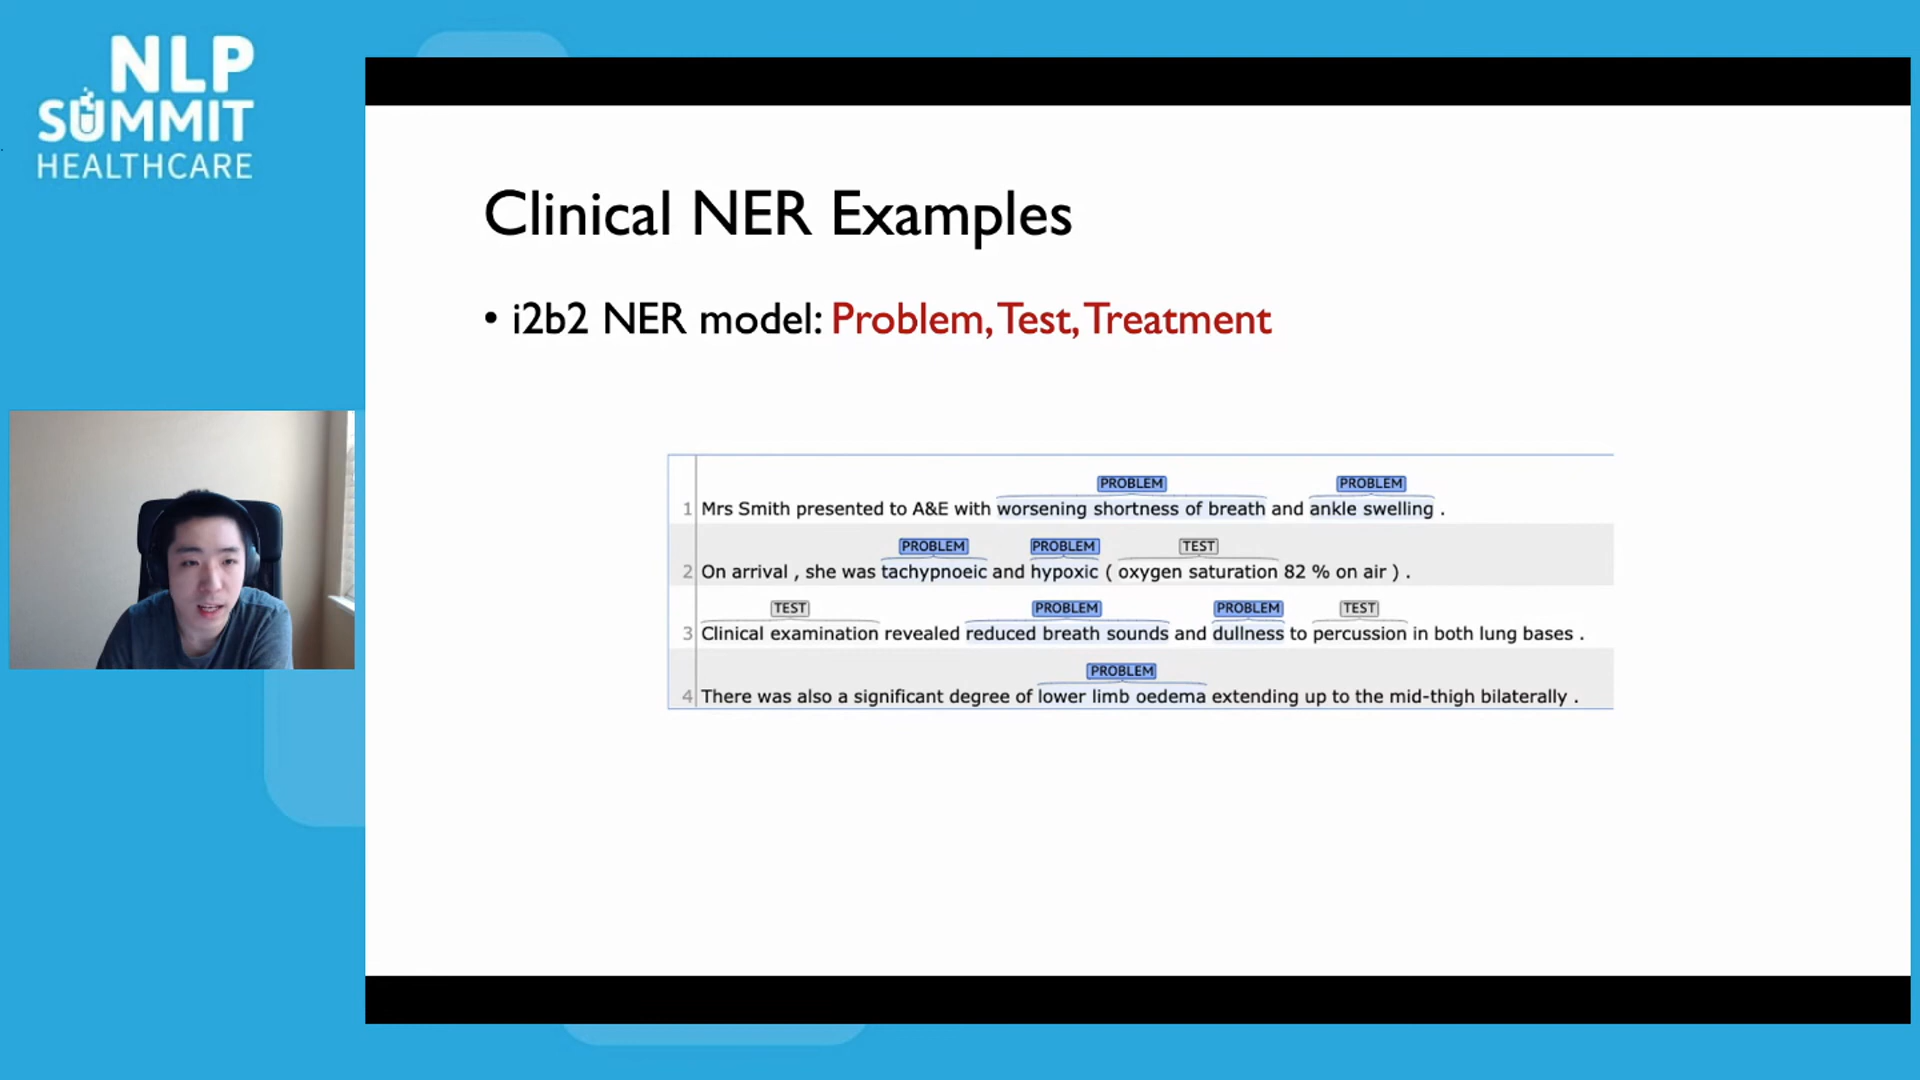 NLP
SUMMIT
HEALTHCARE
Clinical NER Examples
• i2b2 NER model: Problem, Test, Treatment
PROBLEM PROBLEM
1 Mrs Smith presented to A&E with worsening shortness of breath and ankle swelling .
PROBLEM PROBLEM TEST
2 On arrival , she was tachypnoeic and hypoxic ( oxygen saturation 82 % on air ) .
TEST PROBLEM PROBLEM TEST
3 Clinical examination revealed reduced breath sounds and dullness to percussion in both lung bases .
PROBLEM
4 There was also a significant degree of lower limb oedema extending up to the mid-thigh bilaterally .